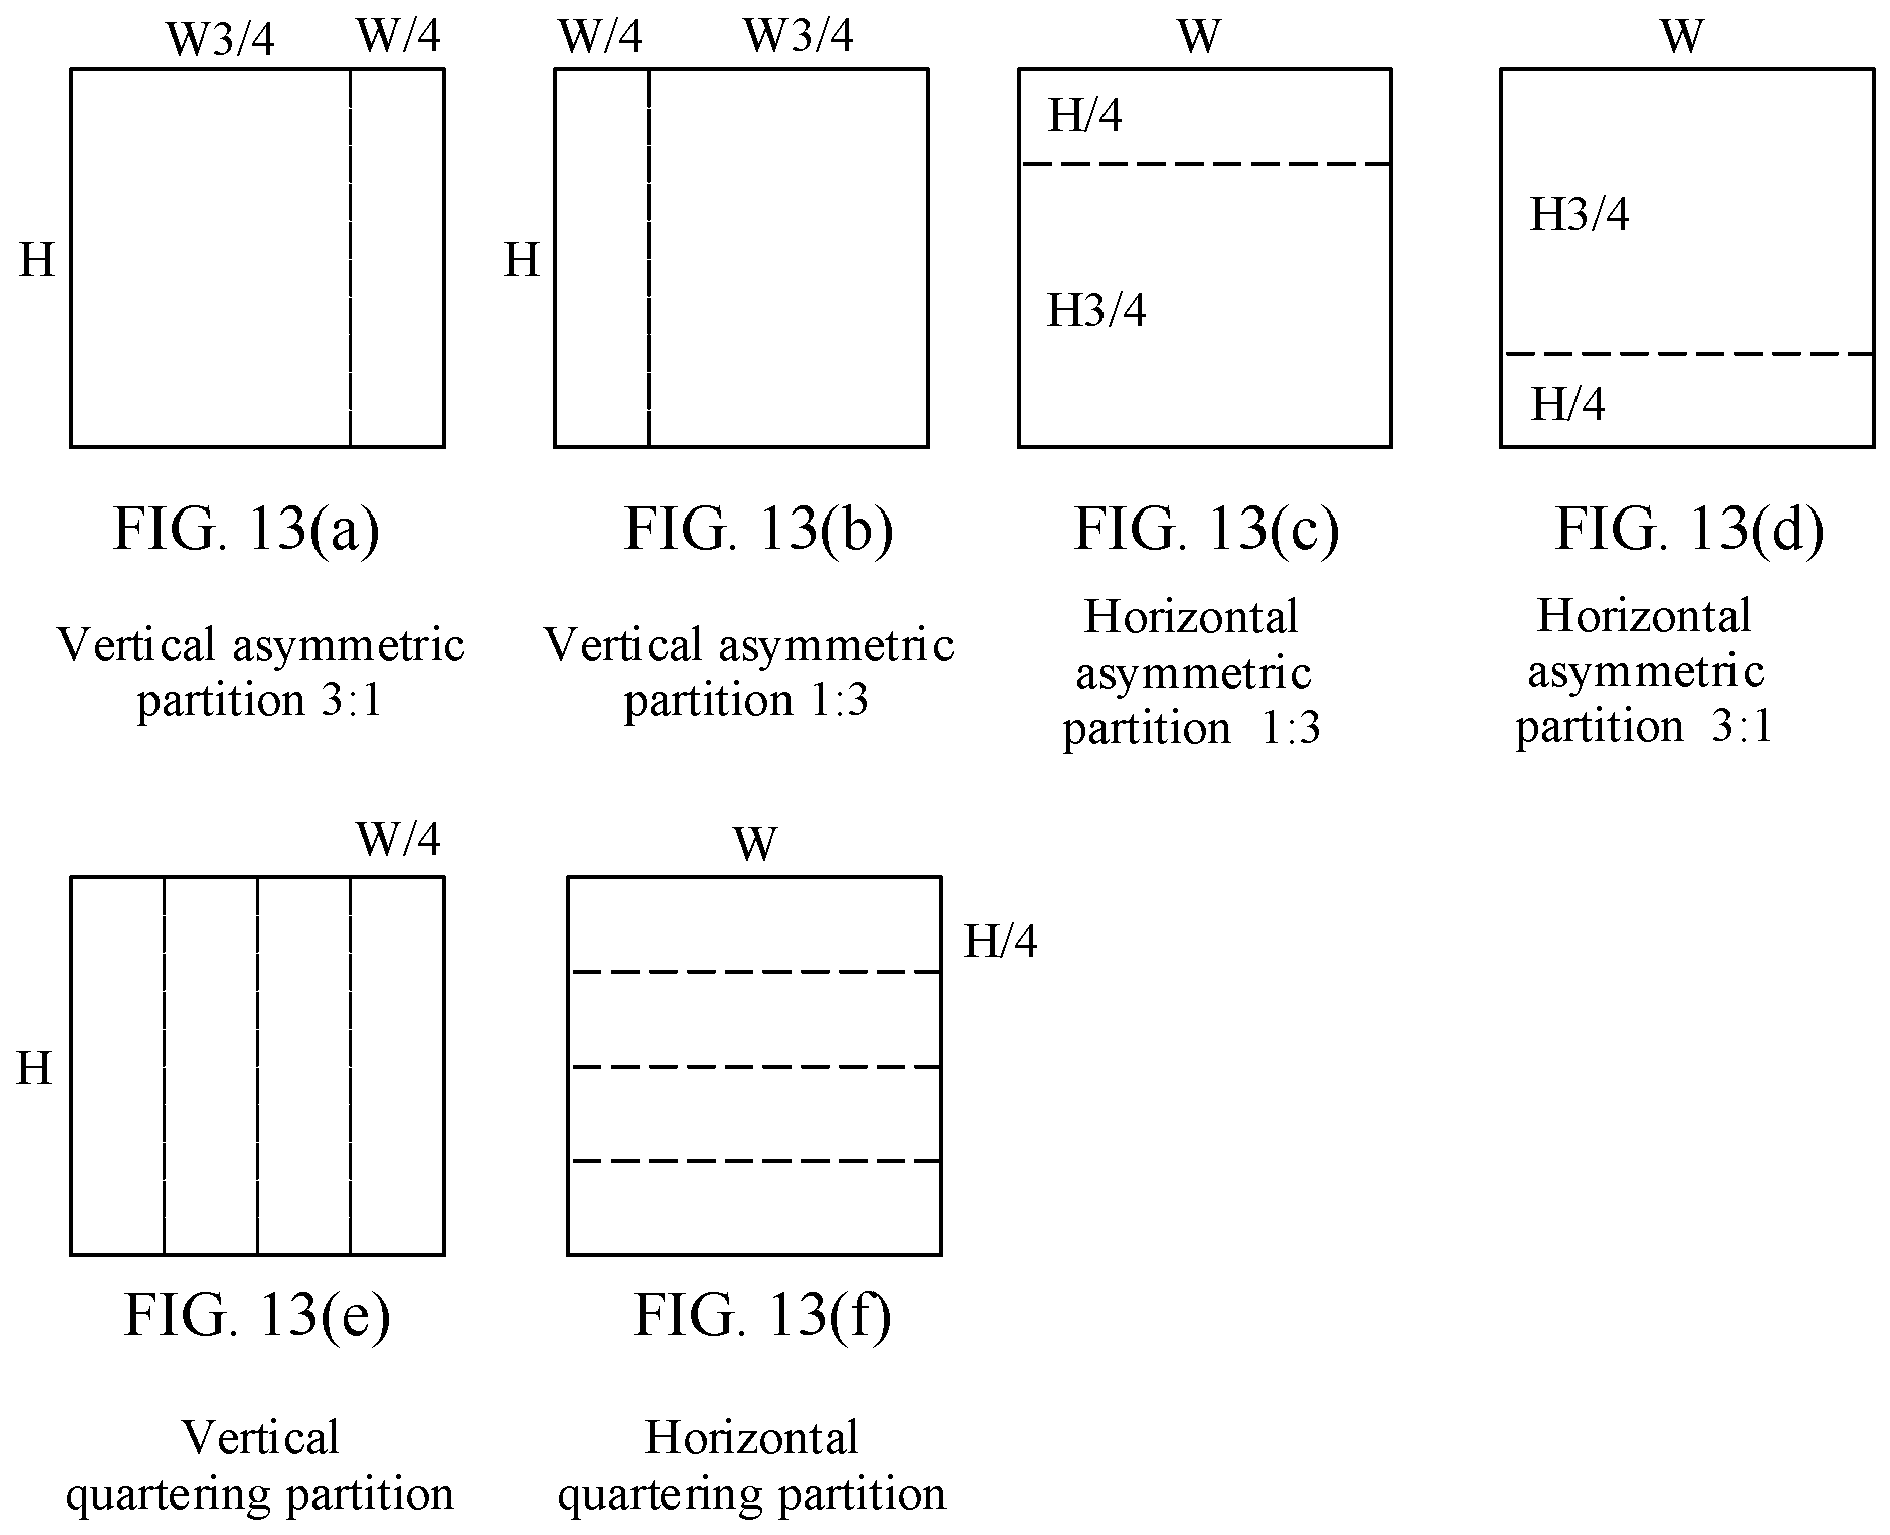 W3/4 W/4
H
FIG. 13(a)
Vertical asymmetric
partition 3:1
W/4 W3/4
H
FIG. 13(b)
Vertical asymmetric
partition 1:3
W
H/4
H3/4
FIG. 13(c)
Horizontal
asymmetric
partition 1:3
W
H3/4
H/4
FIG. 13(d)
Horizontal
asymmetric
partition 3:1
W/4
H
FIG. 13(e)
Vertical
quartering partition
W
H/4
FIG. 13(f)
Horizontal
quartering partition